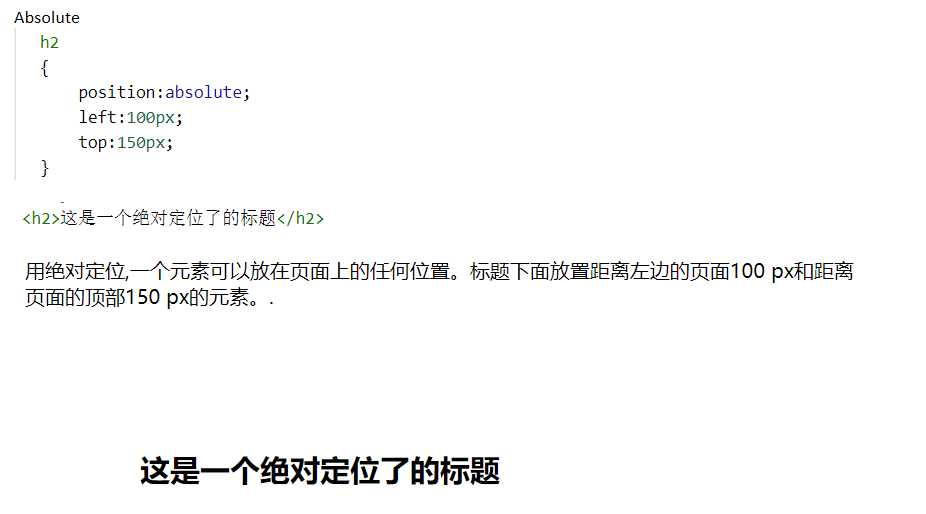 Absolute
h2
{
position:absolute;
left:100px;
top:150px;
}
<h2>这是一个绝对定位了的标题</h2>
用绝对定位,一个元素可以放在页面上的任何位置。标题下面放置距离左边的页面100 px和距离
页面的顶部150 px的元素。.
这是一个绝对定位了的标题